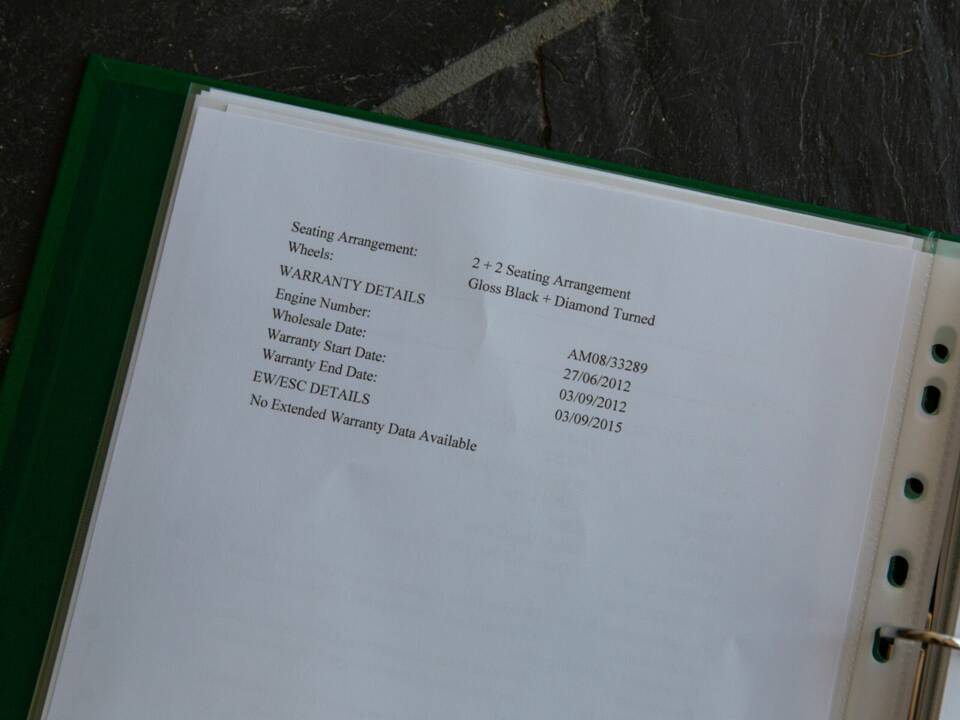 Seating Arrangement: 2 + 2 Seating Arrangement
Wheels: Gloss Black + Diamond Turned
WARRANTY DETAILS
Engine Number: AM08/33289
Wholesale Date: 27/06/2012
Warranty Start Date: 03/09/2012
Warranty End Date: 03/09/2015
EW/ESC DETAILS
No Extended Warranty Data Available